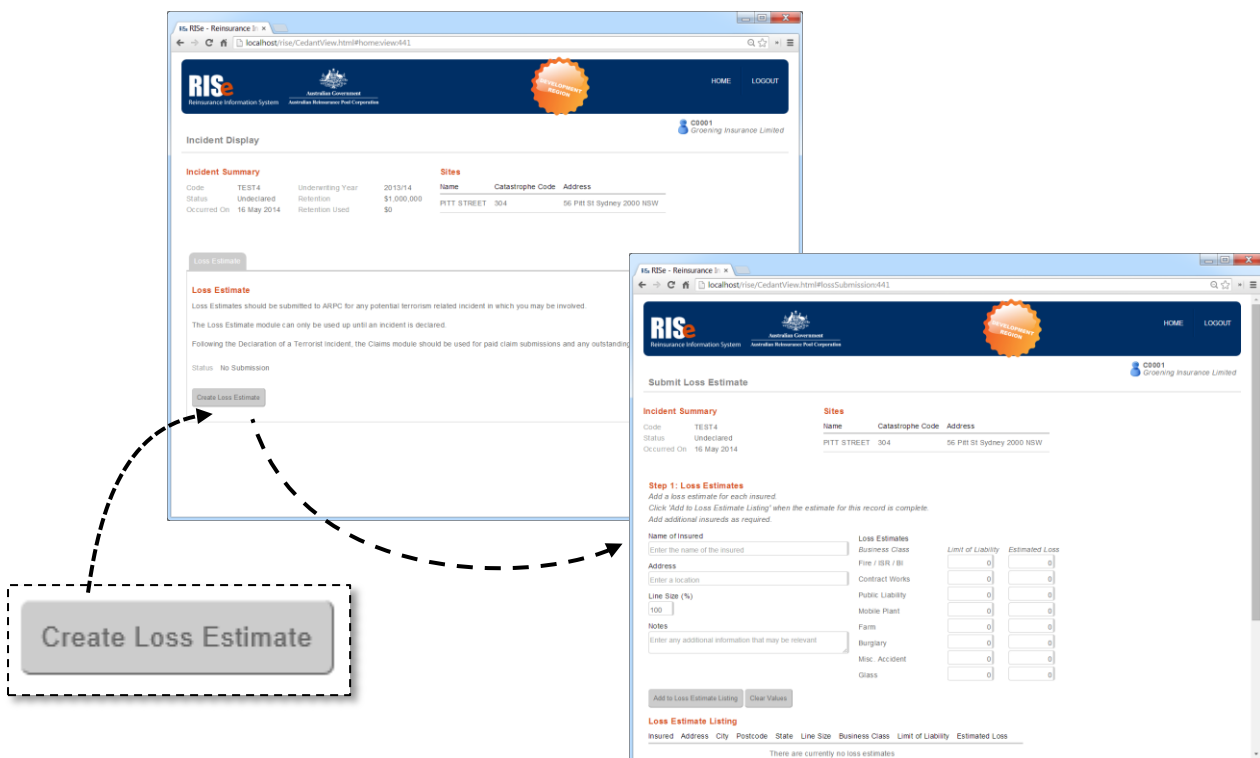 RISe - Reinsurance In
localhost/rise/CedantView.html#home:view:441
RISe
Reinsurance Information System
Australian Government
Australian Reinsurance Pool Corporation
DEVELOPMENT
REGION
HOME LOGOUT
C0001
Groening Insurance Limited
Incident Display
Incident Summary
Code TEST4 Underwriting Year 2013/14
Status Undeclared Retention $1,000,000
Occurred On 16 May 2014 Retention Used $0
Sites
Name Catastrophe Code Address
PITT STREET 304 56 Pitt St Sydney 2000 NSW
Loss Estimate
Loss Estimate
Loss Estimates should be submitted to ARPC for any potential terrorism related incident in which you may be involved.
The Loss Estimate module can only be used up until an incident is declared.
Following the Declaration of a Terrorist Incident, the Claims module should be used for paid claim submissions and any outstanding
Status No Submission
Create Loss Estimate
Create Loss Estimate
RISe - Reinsurance In
localhost/rise/CedantView.html#lossSubmission:441
RISe
Reinsurance Information System
Australian Government
Australian Reinsurance Pool Corporation
DEVELOPMENT
REGION
HOME LOGOUT
C0001
Groening Insurance Limited
Submit Loss Estimate
Incident Summary
Code TEST4
Status Undeclared
Occurred On 16 May 2014
Sites
Name Catastrophe Code Address
PITT STREET 304 56 Pitt St Sydney 2000 NSW
Step 1: Loss Estimates
Add a loss estimate for each insured.
Click 'Add to Loss Estimate Listing' when the estimate for this record is complete.
Add additional insureds as required.
Name of insured
Enter the name of the insured
Address
Enter a location
Line Size (%)
100
Notes
Enter any additional information that may be relevant
Loss Estimates
Business Class Limit of Liability Estimated Loss
Fire / ISR / BI 0 0
Contract Works 0 0
Public Liability 0 0
Mobile Plant 0 0
Farm 0 0
Burglary 0 0
Misc. Accident 0 0
Glass 0 0
Add to Loss Estimate Listing Clear Values
Loss Estimate Listing
Insured Address City Postcode State Line Size Business Class Limit of Liability Estimated Loss
There are currently no loss estimates